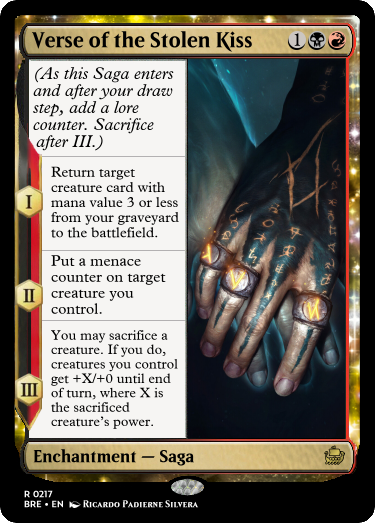 Verse of the Stolen Kiss 1
(As this Saga enters
and after your draw
step, add a lore
counter. Sacrifice
after III.)
I
Return target
creature card with
mana value 3 or less
from your graveyard
to the battlefield.
II
Put a menace
counter on target
creature you
control.
III
You may sacrifice a
creature. If you do,
creatures you control
get +X/+0 until end
of turn, where X is
the sacrificed
creature's power.
Enchantment — Saga
R 0217
BRE • EN Ricardo Padierne Silvera